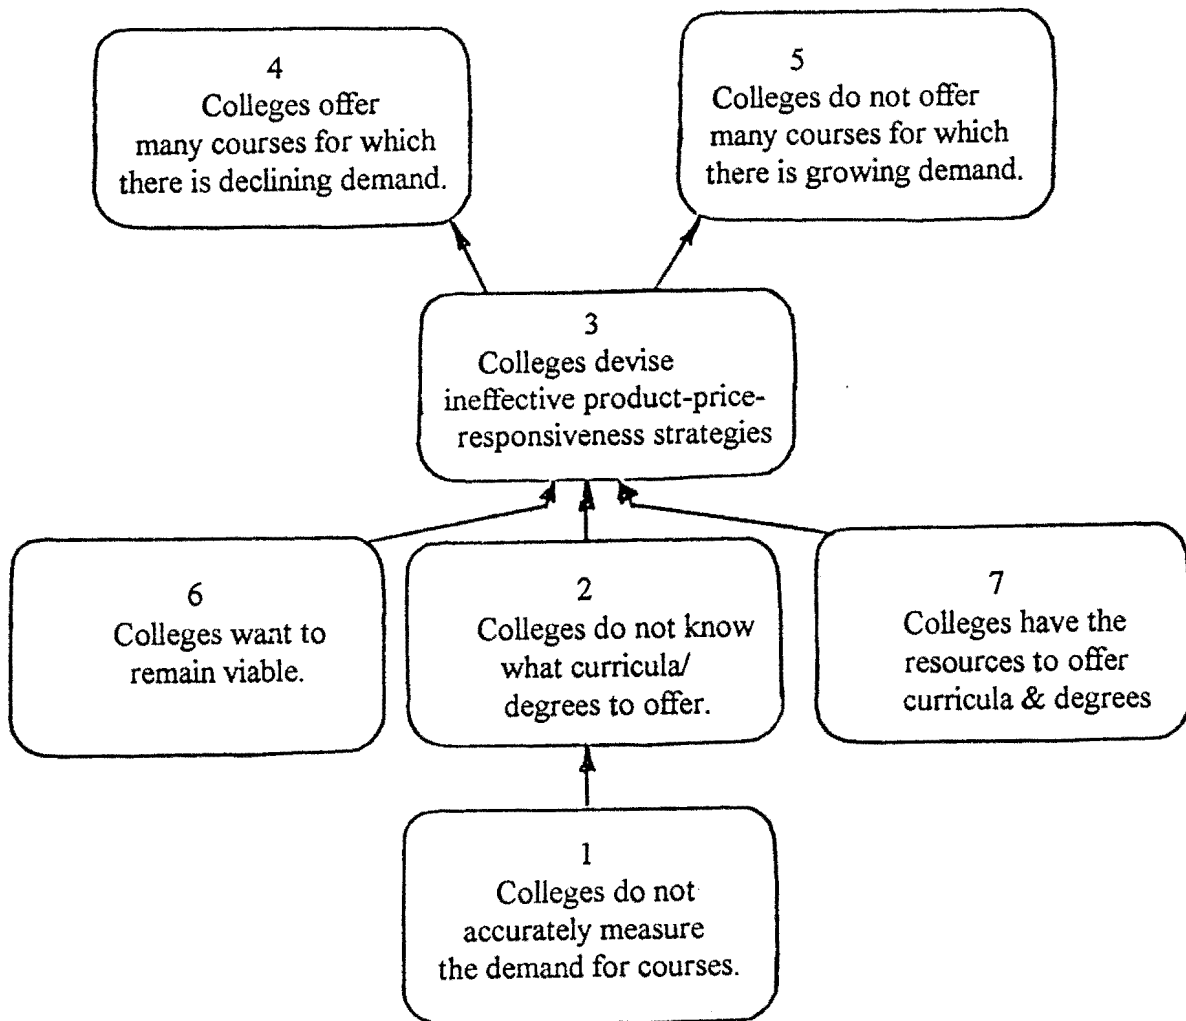 4
Colleges offer
many courses for which
there is declining demand.
5
Colleges do not offer
many courses for which
there is growing demand.
3
Colleges devise
ineffective product-price-
responsiveness strategies
6
Colleges want to
remain viable.
2
Colleges do not know
what curricula/
degrees to offer.
7
Colleges have the
resources to offer
curricula & degrees
1
Colleges do not
accurately measure
the demand for courses.